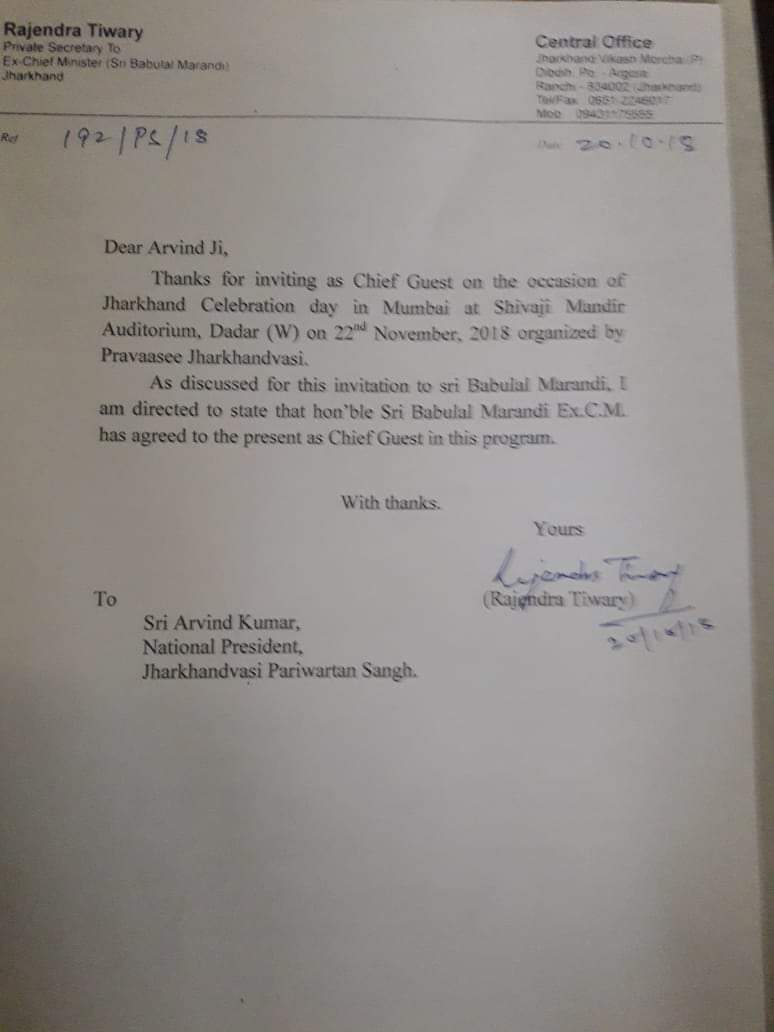 Rajendra Tiwary
Private Secretary To
Ex-Chief Minister (Sri Babulal Marandi)
Jharkhand
Central Office
Jharkhand Vikash Morcha (P)
Dibdih, Po. - Argora
Ranchi - 834002 (Jharkhand)
Tel/Fax 0651-2246017
Mob 09431175555
Ref 192/PS/18
Date 20.10.18
Dear Arvind Ji,
Thanks for inviting as Chief Guest on the occasion of
Jharkhand Celebration day in Mumbai at Shivaji Mandir
Auditorium, Dadar (W) on 22nd November, 2018 organized by
Pravaasee Jharkhandvasi.
As discussed for this invitation to sri Babulal Marandi, I
am directed to state that hon'ble Sri Babulal Marandi Ex.C.M.
has agreed to the present as Chief Guest in this program.
With thanks.
Yours
Rajendra Tiwary
(Rajendra Tiwary)
20/10/18
To
Sri Arvind Kumar,
National President,
Jharkhandvasi Pariwartan Sangh.